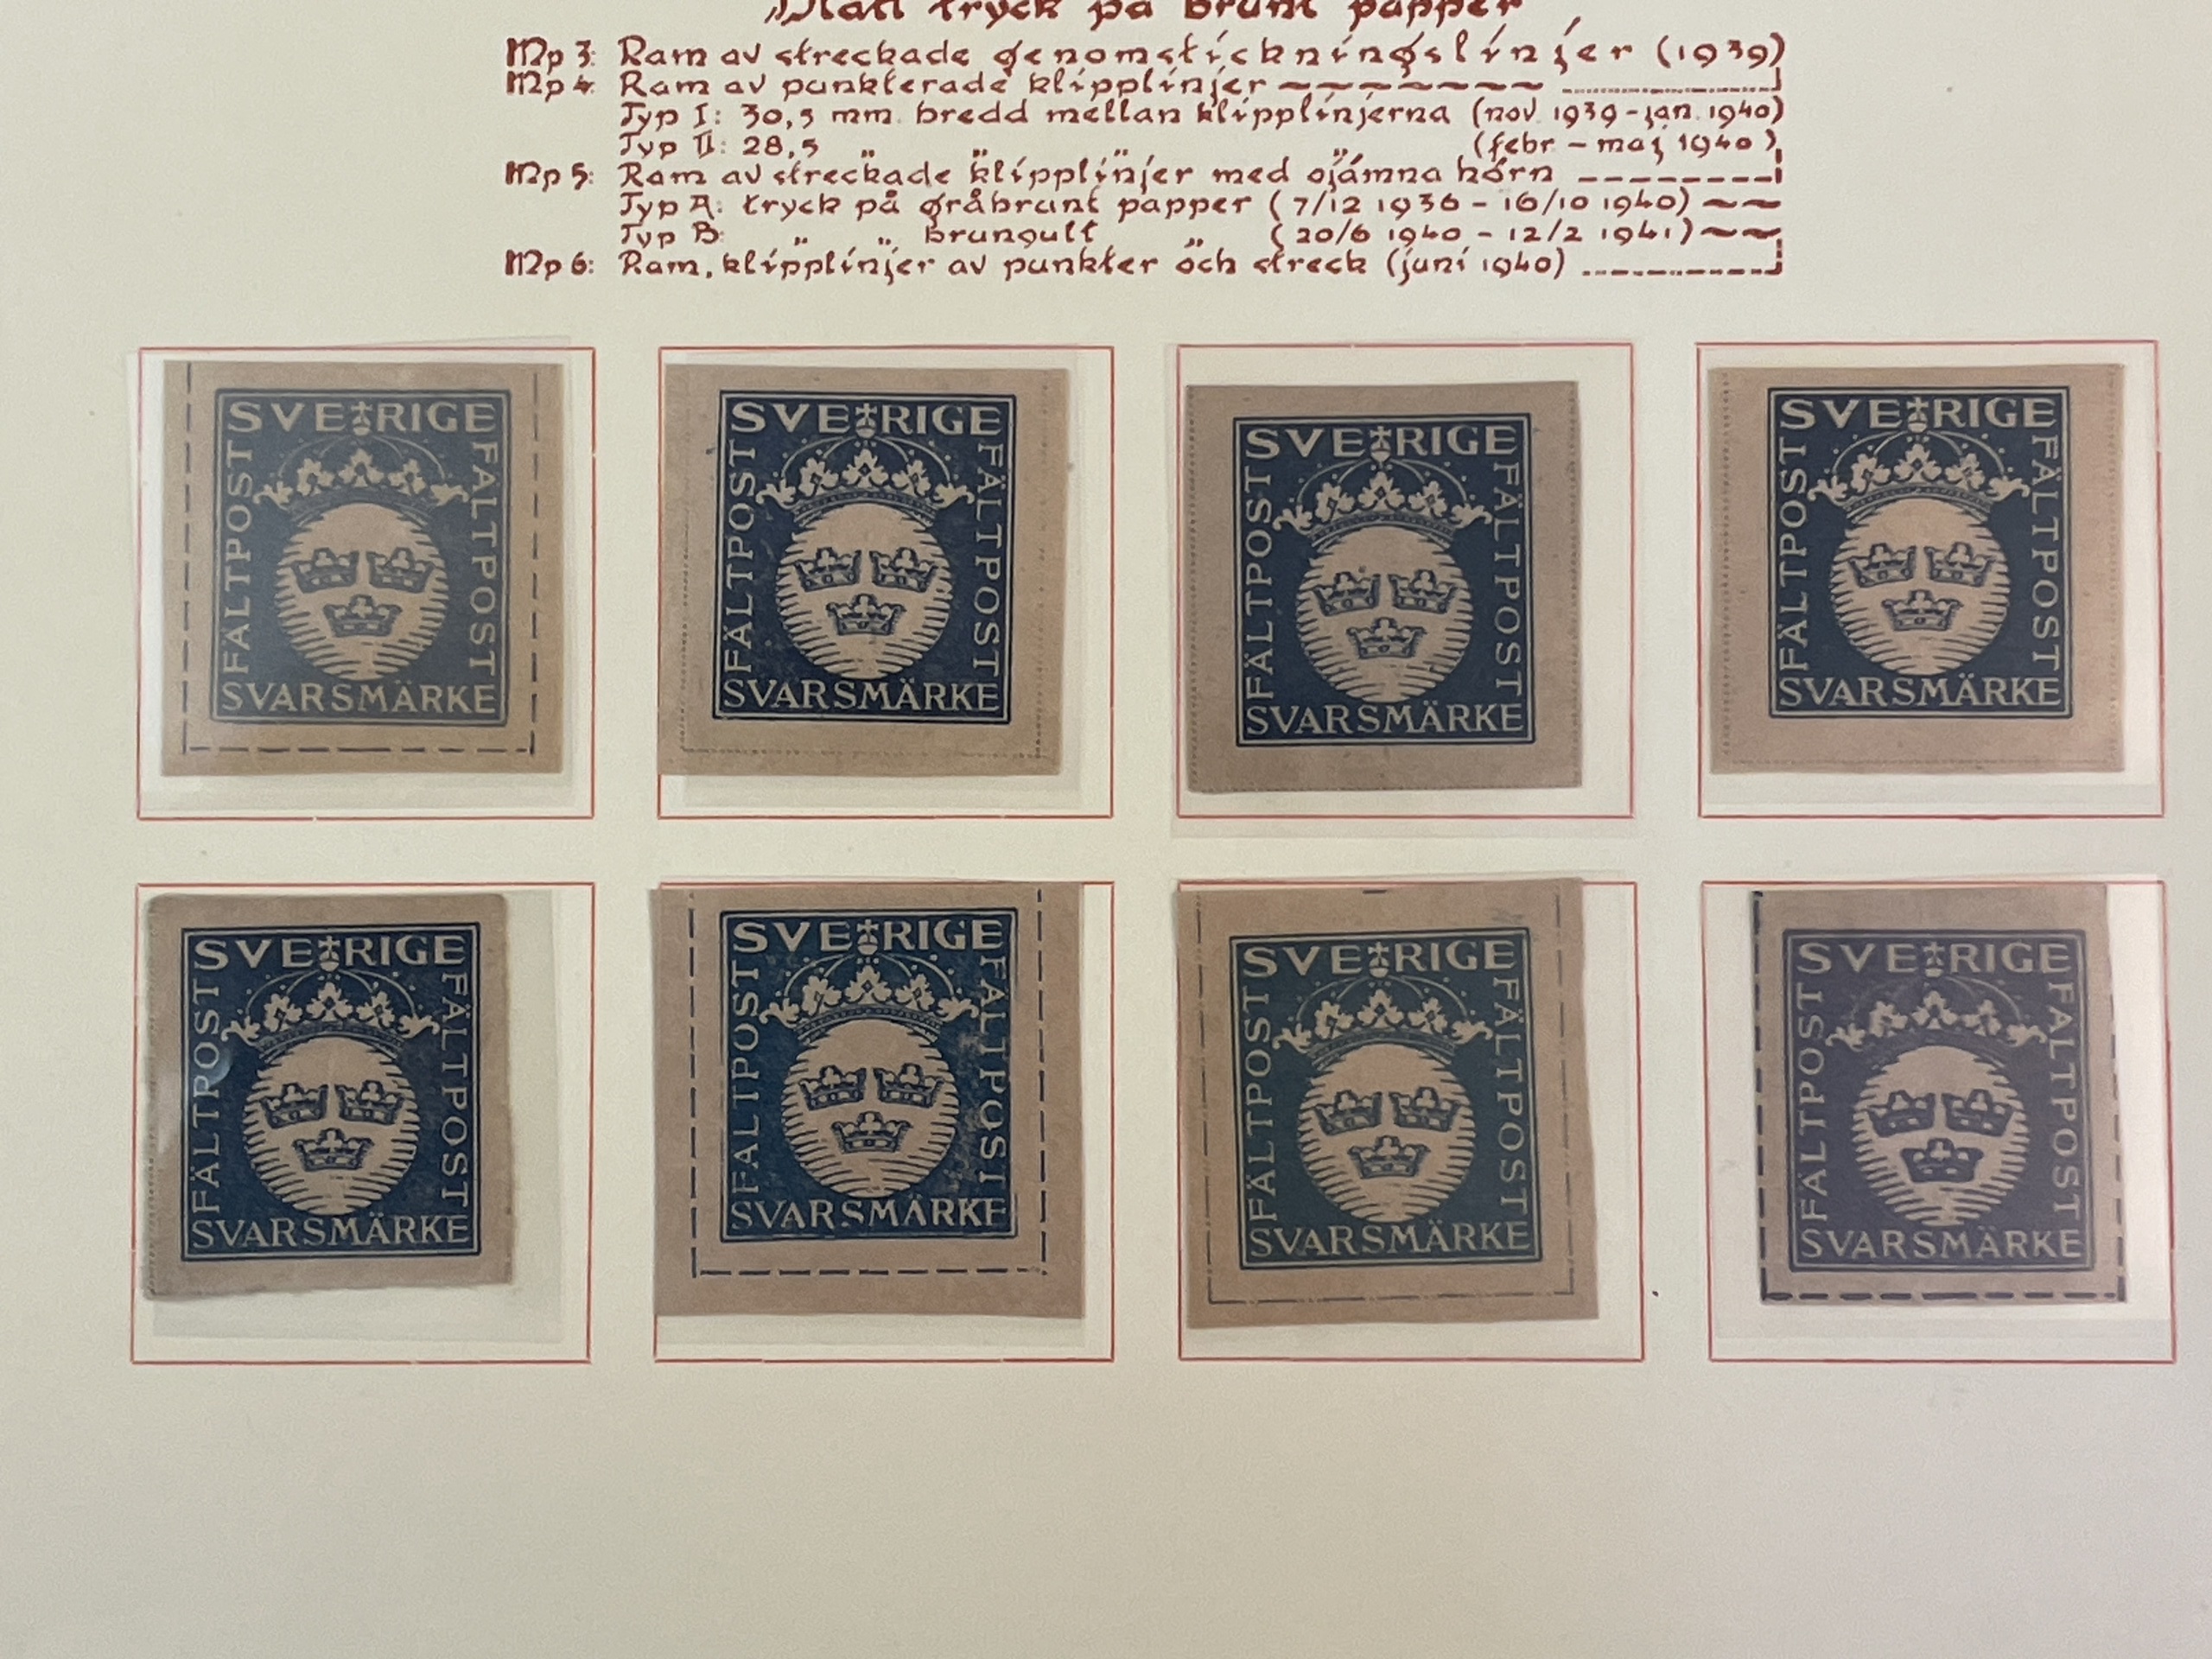 Blått tryck på brunt papper
Mp 3: Ram av streckade genomstickningslinjer (1939)
Mp 4: Ram av punkterade klipplinjer
Typ I: 30,5 mm. bredd mellan klipplinjerna (nov. 1939 - jan. 1940)
Typ II: 28,5 " " " " (febr. - maj 1940)
Mp 5: Ram av streckade klipplinjer med ojämna hörn
Typ A: tryck på gråbrunt papper (7/12 1936 - 16/10 1940)
Typ B: " " brungult " (20/6 1940 - 12/2 1941)
Mp 6: Ram, klipplinjer av punkter och streck (juni 1940)
SVERIGE
FÄLTPOST
FÄLTPOST
SVARSMÄRKE
SVERIGE
FÄLTPOST
FÄLTPOST
SVARSMÄRKE
SVERIGE
FÄLTPOST
FÄLTPOST
SVARSMÄRKE
SVERIGE
FÄLTPOST
FÄLTPOST
SVARSMÄRKE
SVERIGE
FÄLTPOST
FÄLTPOST
SVARSMÄRKE
SVERIGE
FÄLTPOST
FÄLTPOST
SVARSMÄRKE
SVERIGE
FÄLTPOST
FÄLTPOST
SVARSMÄRKE
SVERIGE
FÄLTPOST
FÄLTPOST
SVARSMÄRKE